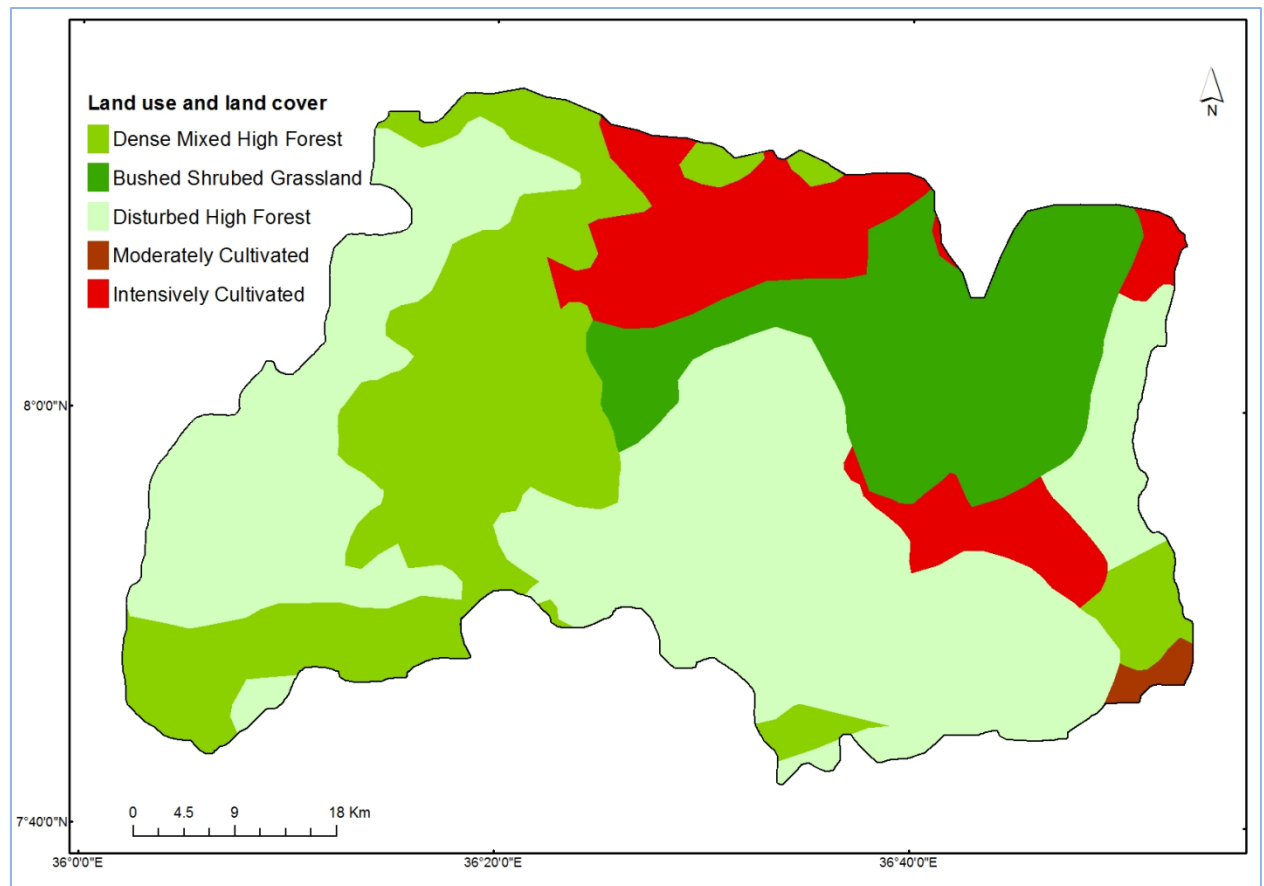 Land use and land cover
Dense Mixed High Forest
Bushed Shrubed Grassland
Disturbed High Forest
Moderately Cultivated
Intensively Cultivated
N
8°0'0"N
7°40'0"N
0 4.5 9 18 Km
36°0'0"E 36°20'0"E 36°40'0"E